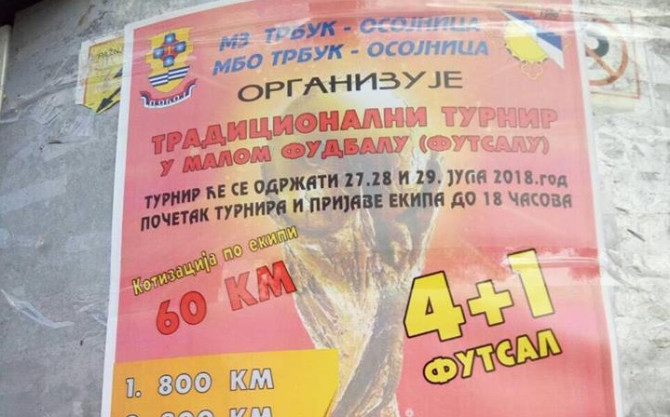 МЗ ТРБУК - ОСОЈНИЦА
МБО ТРБУК - ОСОЈНИЦА
ОРГАНИЗУЈЕ
ТРАДИЦИОНАЛНИ ТУРНИР
У МАЛОМ ФУДБАЛУ (ФУТСАЛУ)
ТУРНИР ЋЕ СЕ ОДРЖАТИ 27.28 И 29. ЈУЛА 2018.год
ПОЧЕТАК ТУРНИРА И ПРИЈАВЕ ЕКИПА ДО 18 ЧАСОВА
Котизација по екипи
60 КМ
4+1
ФУТСАЛ
1. 800 КМ